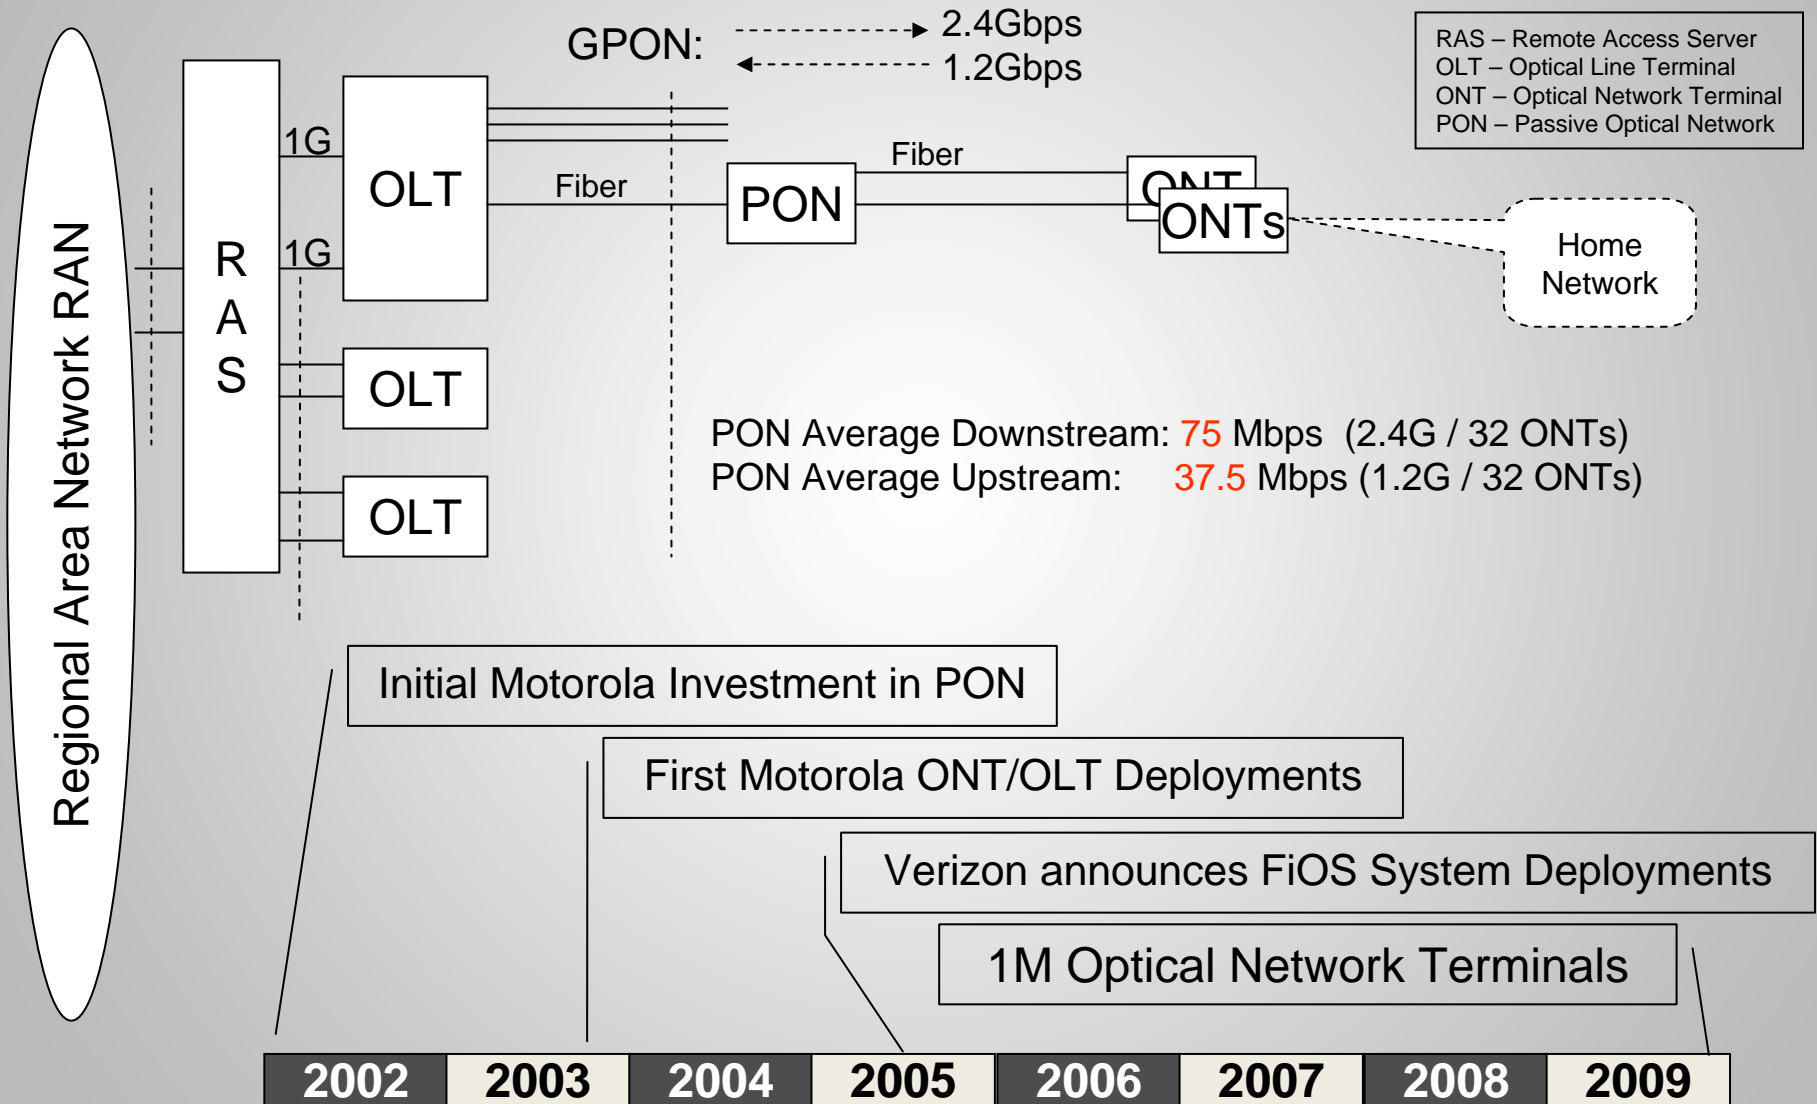 GPON:
2.4Gbps
1.2Gbps
RAS – Remote Access Server
OLT – Optical Line Terminal
ONT – Optical Network Terminal
PON – Passive Optical Network
Regional Area Network RAN
R
A
S
1G
1G
OLT
OLT
OLT
Fiber
PON
Fiber
ONT
ONTs
Home
Network
PON Average Downstream: 75 Mbps (2.4G / 32 ONTs)
PON Average Upstream: 37.5 Mbps (1.2G / 32 ONTs)
Initial Motorola Investment in PON
First Motorola ONT/OLT Deployments
Verizon announces FiOS System Deployments
1M Optical Network Terminals
2002 2003 2004 2005 2006 2007 2008 2009